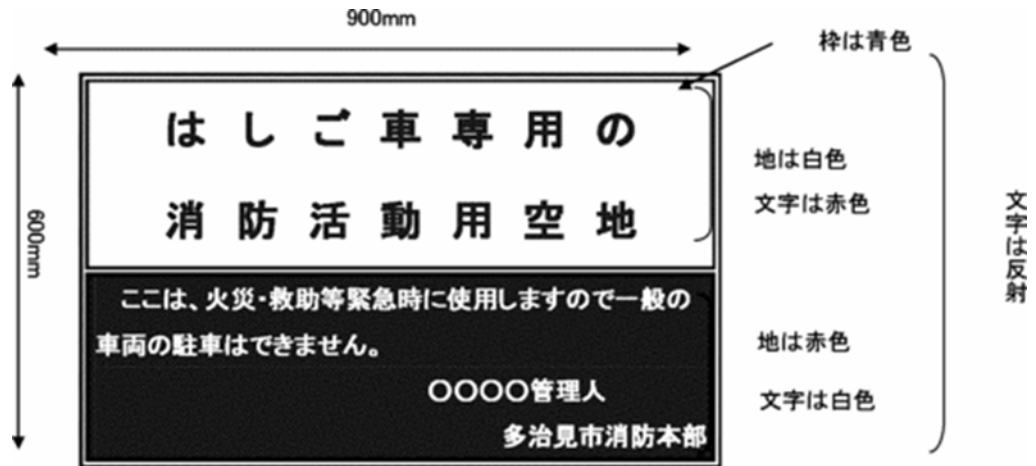 900mm
枠は青色
はしご車専用の
消防活動用空地
地は白色
文字は赤色
600mm
文字は反射
ここは、火災・救助等緊急時に使用しますので一般の
車両の駐車はできません。
〇〇〇〇管理人
多治見市消防本部
地は赤色
文字は白色